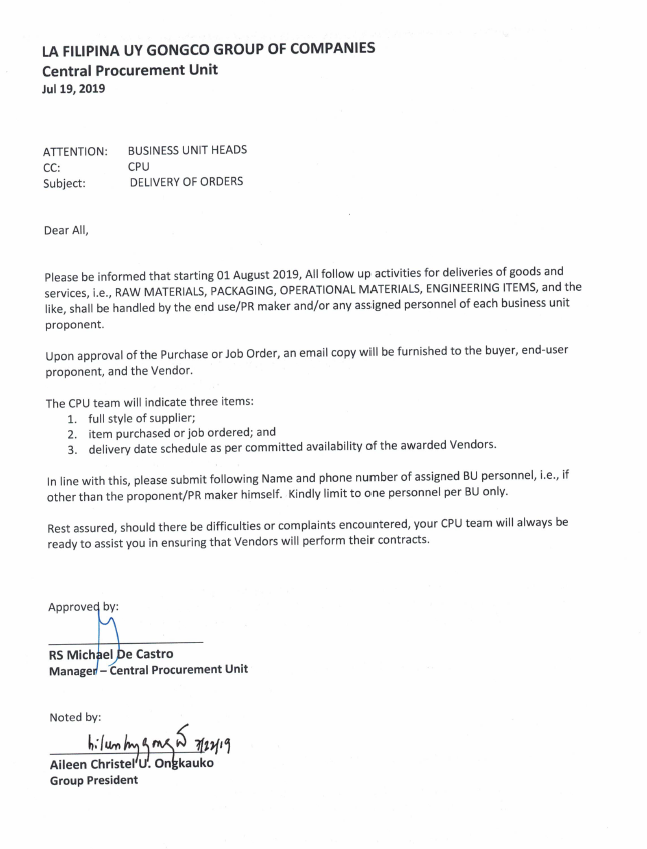 LA FILIPINA UY GONGCO GROUP OF COMPANIES
Central Procurement Unit
Jul 19, 2019
ATTENTION: BUSINESS UNIT HEADS
CC: CPU
Subject: DELIVERY OF ORDERS
Dear All,
Please be informed that starting 01 August 2019, All follow up activities for deliveries of goods and
services, i.e., RAW MATERIALS, PACKAGING, OPERATIONAL MATERIALS, ENGINEERING ITEMS, and the
like, shall be handled by the end use/PR maker and/or any assigned personnel of each business unit
proponent.
Upon approval of the Purchase or Job Order, an email copy will be furnished to the buyer, end-user
proponent, and the Vendor.
The CPU team will indicate three items:
1. full style of supplier;
2. item purchased or job ordered; and
3. delivery date schedule as per committed availability of the awarded Vendors.
In line with this, please submit following Name and phone number of assigned BU personnel, i.e., if
other than the proponent/PR maker himself. Kindly limit to one personnel per BU only.
Rest assured, should there be difficulties or complaints encountered, your CPU team will always be
ready to assist you in ensuring that Vendors will perform their contracts.
Approved by:
RS Michael De Castro
Manager – Central Procurement Unit
Noted by:
7/22/19
Aileen Christel U. Ongkauko
Group President